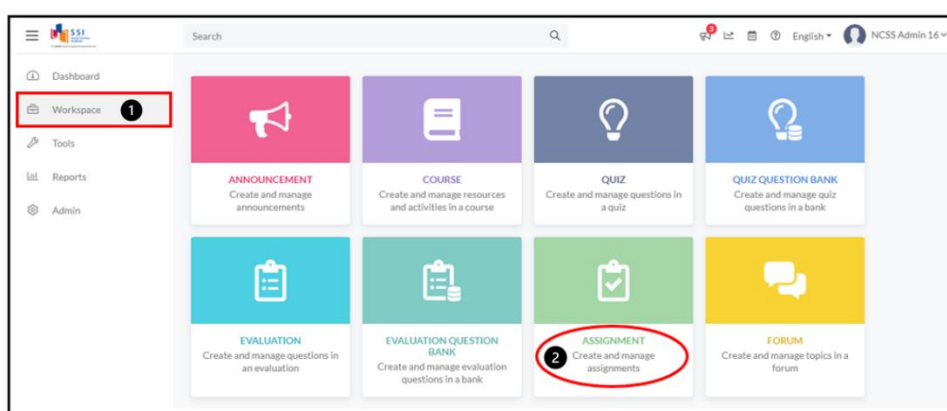 SSI
Search
3
English
NCSS Admin 16
Dashboard
Workspace
1
Tools
Reports
Admin
ANNOUNCEMENT
Create and manage
announcements
COURSE
Create and manage resources
and activities in a course
QUIZ
Create and manage questions in
a quiz
QUIZ QUESTION BANK
Create and manage quiz
questions in a bank
EVALUATION
Create and manage questions in
an evaluation
EVALUATION QUESTION
BANK
Create and manage evaluation
questions in a bank
2
ASSIGNMENT
Create and manage
assignments
FORUM
Create and manage topics in a
forum